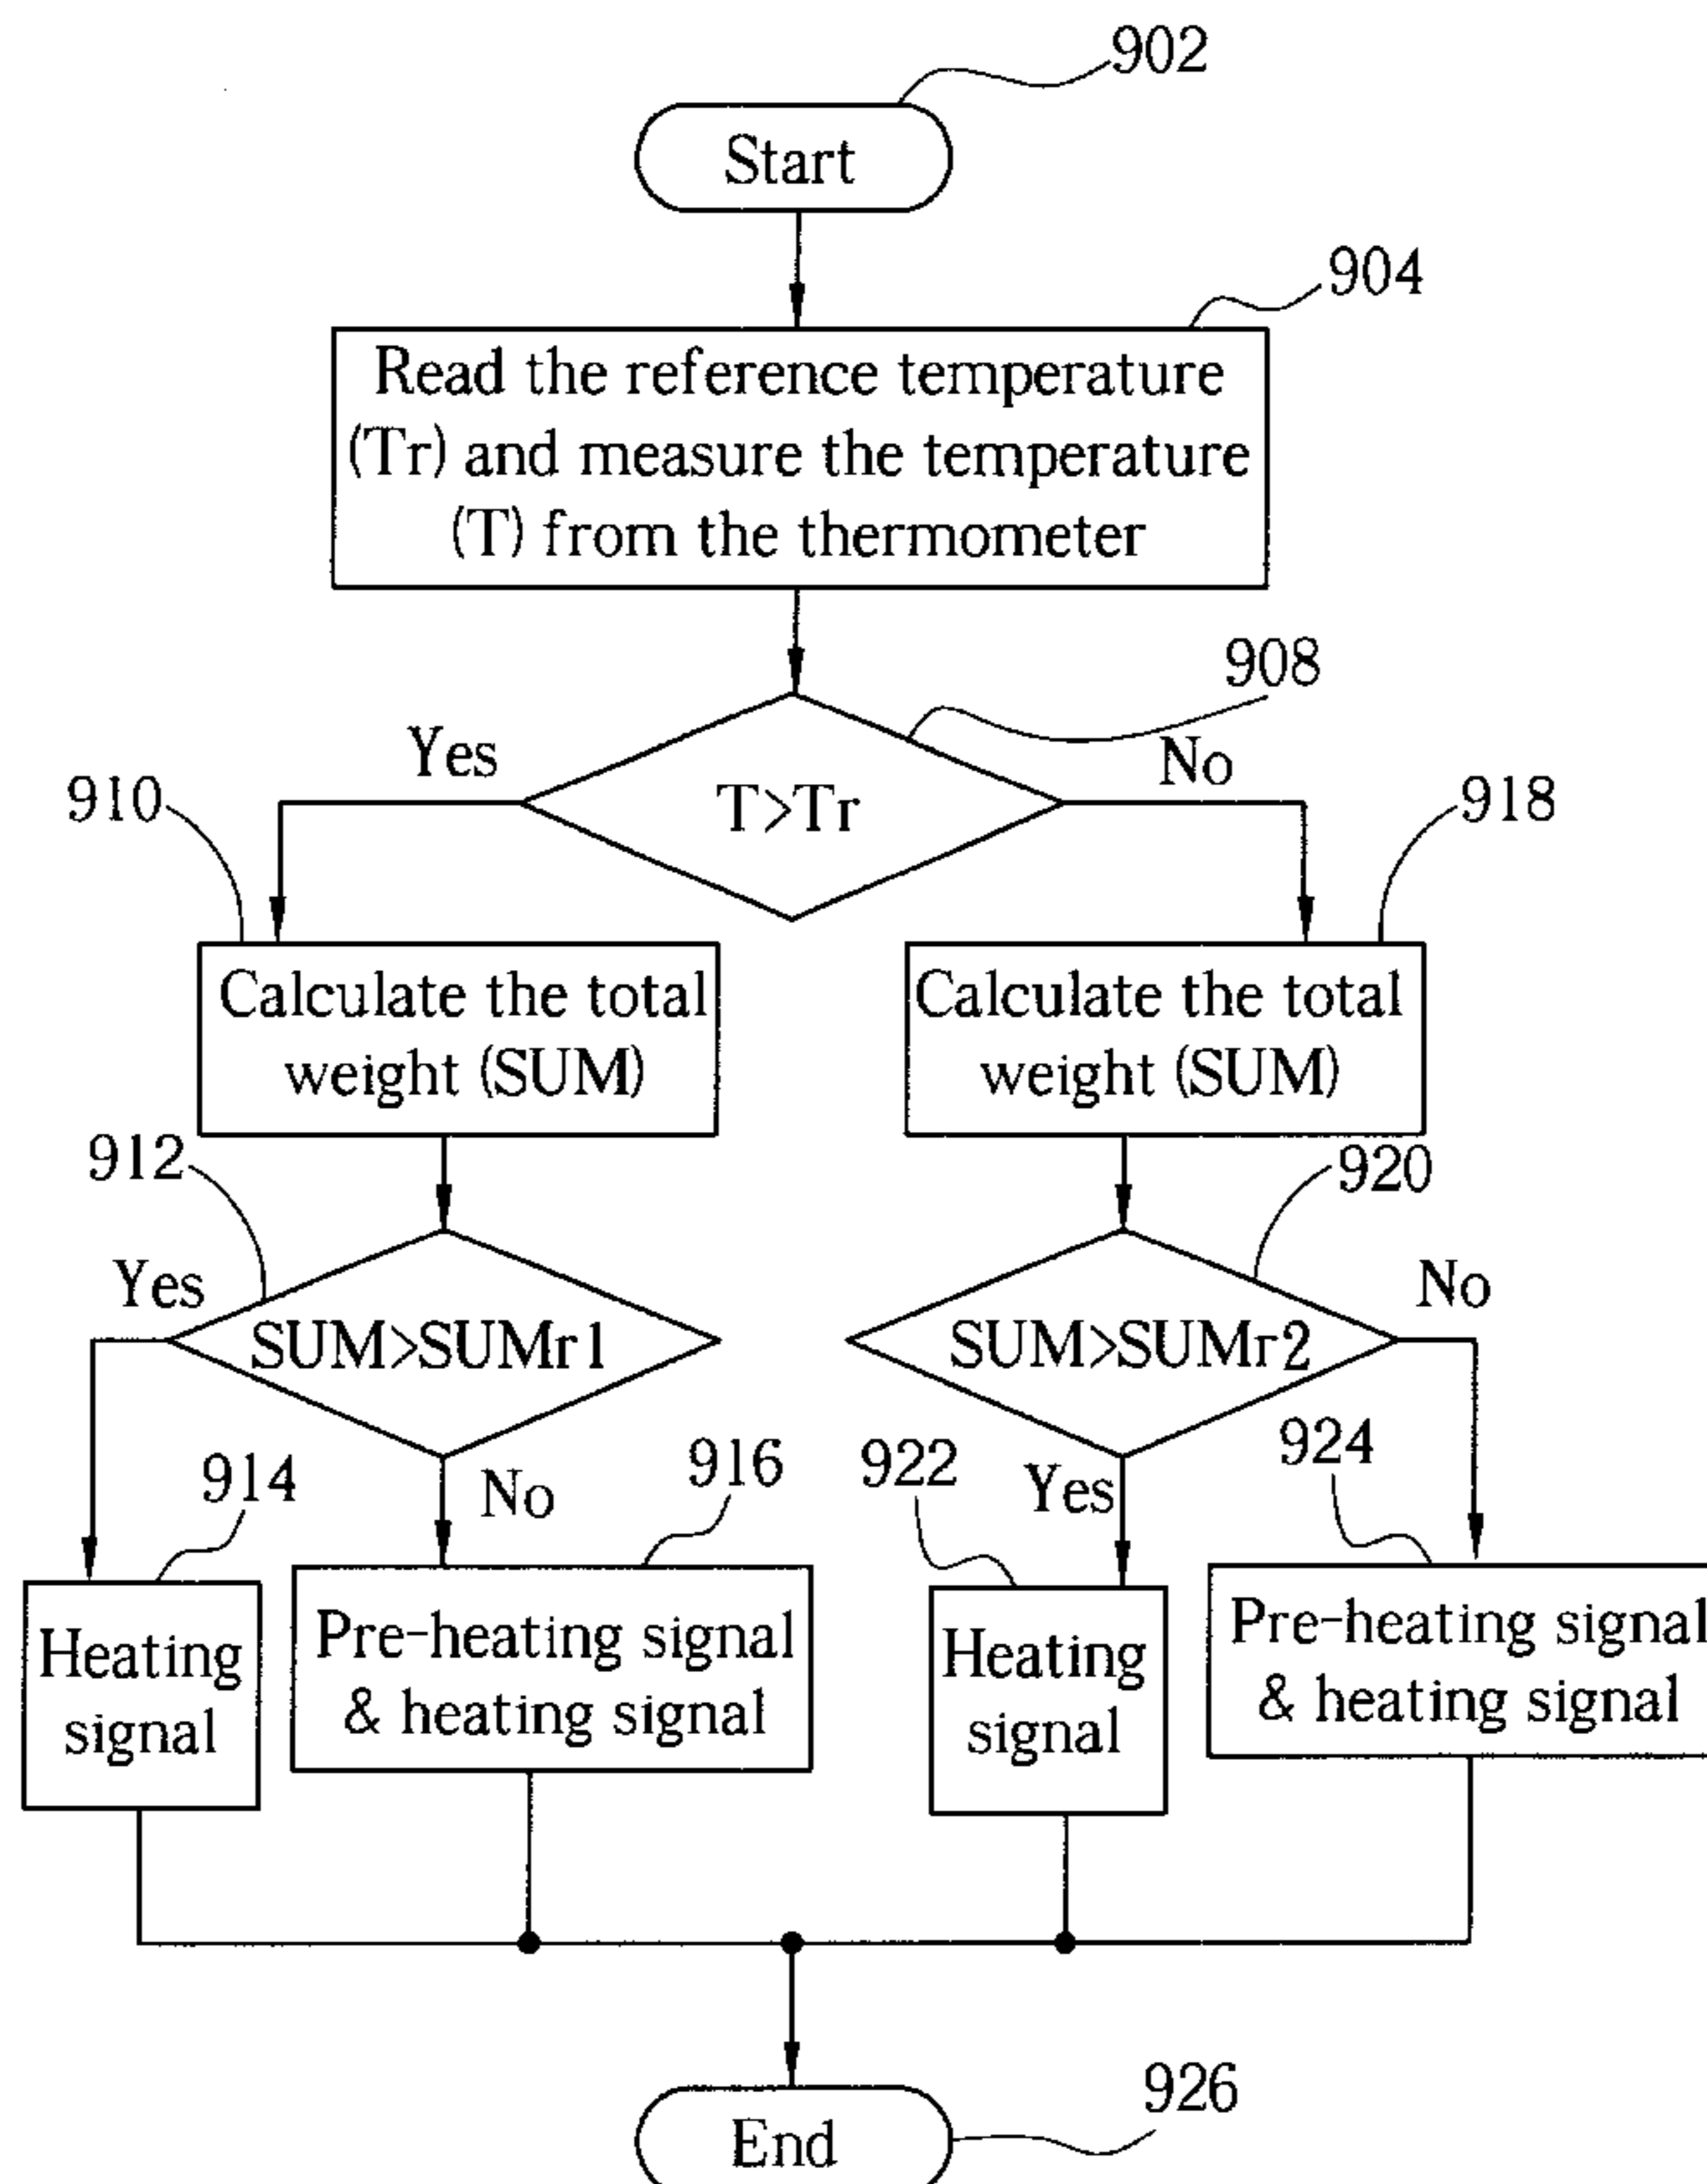 902
Start
904
Read the reference temperature
(Tr) and measure the temperature
(T) from the thermometer
908
Yes
No
T>Tr
910
918
Calculate the total
weight (SUM)
Calculate the total
weight (SUM)
912
920
Yes
No
SUM>SUMr1
SUM>SUMr2
914
No
916
922
Yes
924
Heating
signal
Pre-heating signal
& heating signal
Heating
signal
Pre-heating signal
& heating signal
926
End